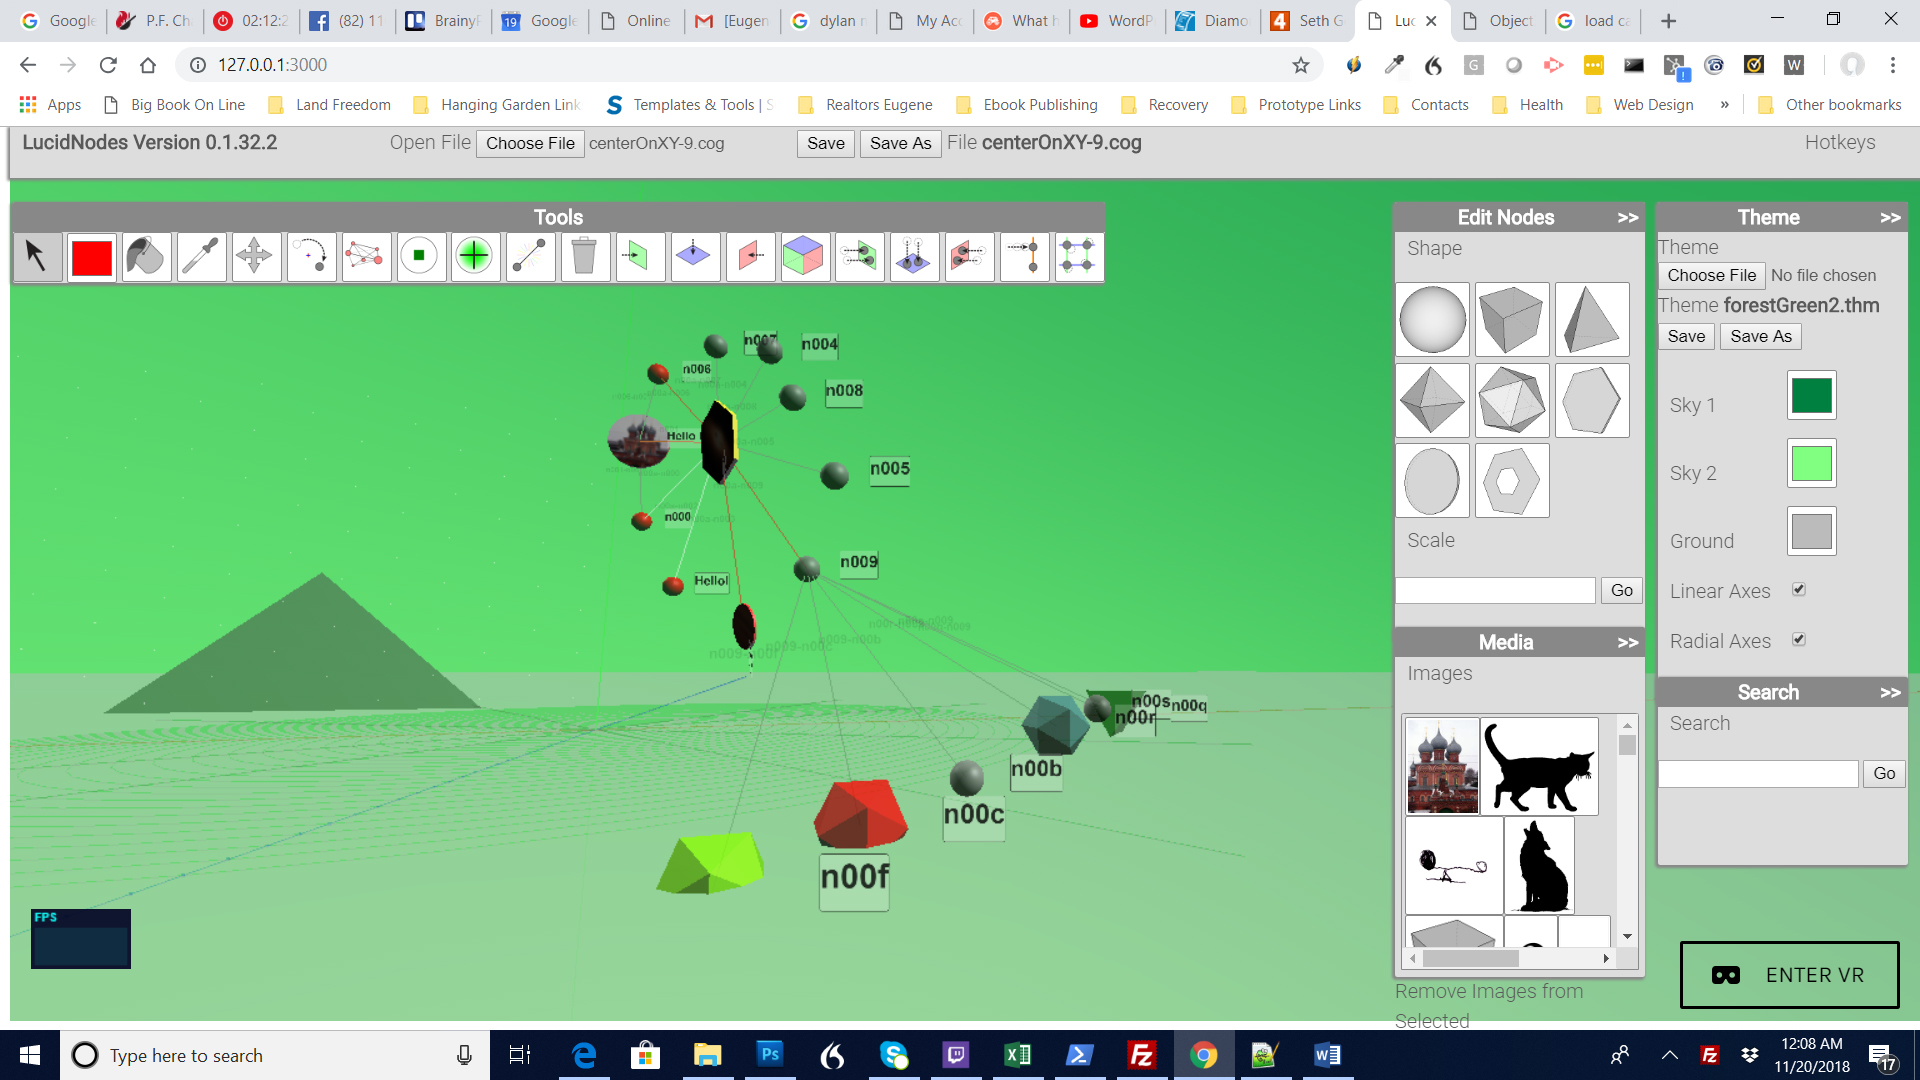 Google
P.F. Ch
02:12:2
(82) 11
BrainyF
Google
Online
[Eugen
dylan n
My Acc
What h
WordP
Diamo
Seth G
Luc
Object
load ca
127.0.0.1:3000
Apps
Big Book On Line
Land Freedom
Hanging Garden Link
Templates & Tools | S
Realtors Eugene
Ebook Publishing
Recovery
Prototype Links
Contacts
Health
Web Design
»
Other bookmarks
LucidNodes Version 0.1.32.2
Open File Choose File centerOnXY-9.cog
Save Save As File centerOnXY-9.cog
Hotkeys
Tools
Edit Nodes >>
Shape
Scale
Go
Media >>
Images
Remove Images from
Selected
Theme >>
Theme
Choose File No file chosen
Theme forestGreen2.thm
Save Save As
Sky 1
Sky 2
Ground
Linear Axes
Radial Axes
Search >>
Search
Go
n007
n004
n006
n008
Hello
n005
n000
n009
Hello!
n009-n00b
n009-n00c
n00s
n00q
n00r
n00b
n00c
n00f
FPS
ENTER VR
Type here to search
12:08 AM
11/20/2018
17